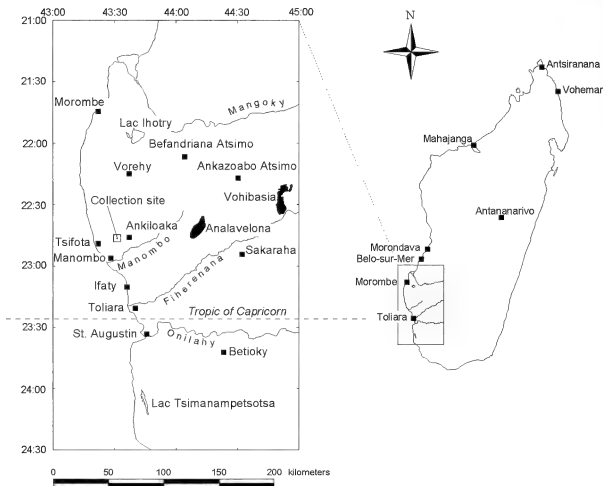 43:00 43:30 44:00 44:30 45:00
21:00
21:30
22:00
22:30
23:00
23:30
24:00
24:30
Morombe
Mangoky
Lac Ihotry
Befandriana Atsimo
Vorehy
Ankazoabo Atsimo
Collection site
Vohibasia
Ankiloaka
Analavelona
Tsifota
Manombo
Manombo
Sakaraha
Fiherenana
Ifaty
Toliara
Tropic of Capricorn
St. Augustin
Onilahy
Betioky
Lac Tsimanampetsotsa
0 50 100 150 200 kilometers
N
Antsiranana
Vohemar
Mahajanga
Antananarivo
Morondava
Belo-sur-Mer
Morombe
Toliara